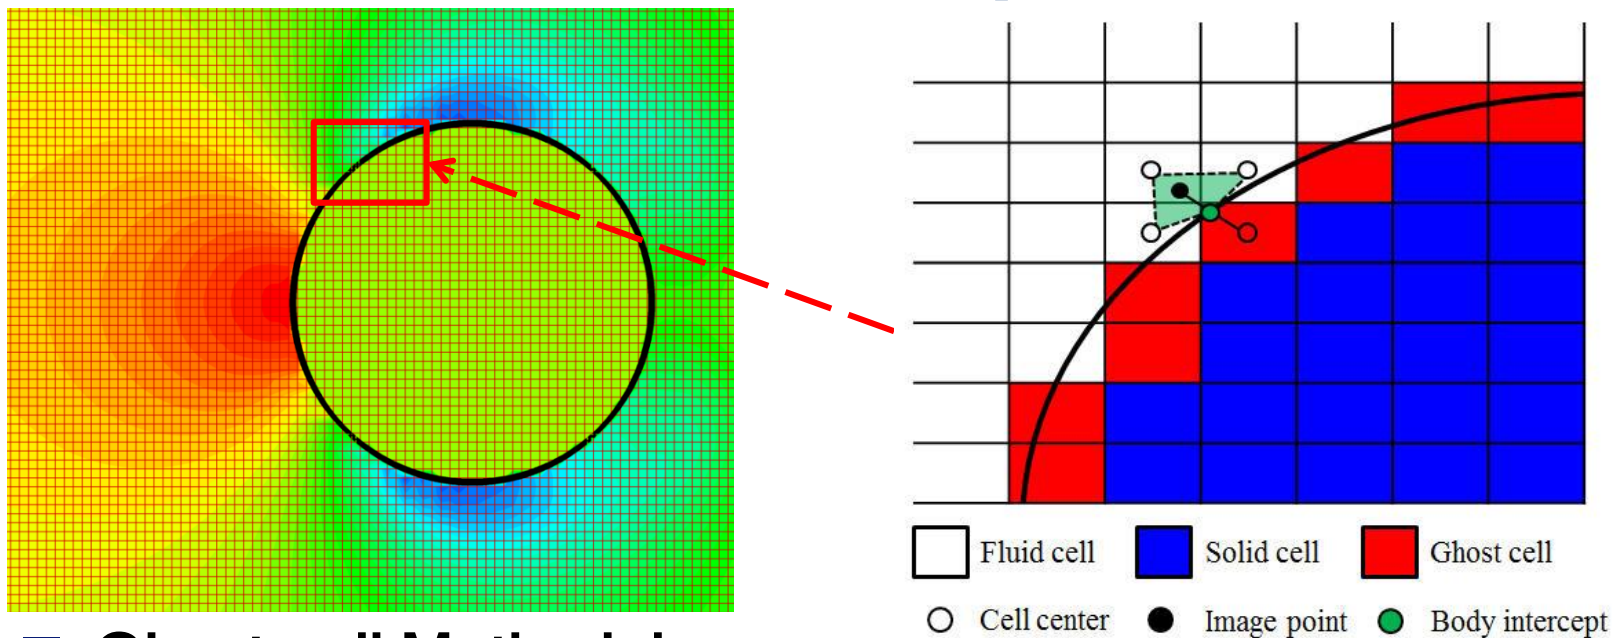 Fluid cell
Solid cell
Ghost cell
Cell center
Image point
Body intercept